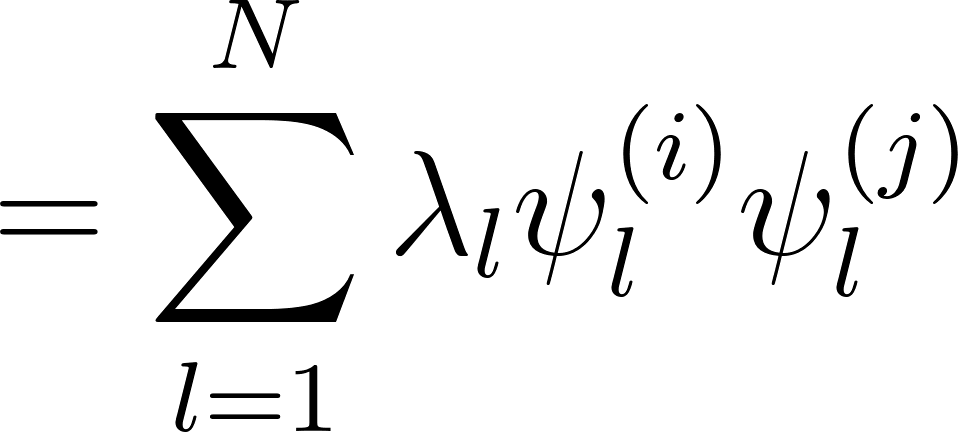 = \sum_{l=1}^{N} \lambda_l \psi_l^{(i)} \psi_l^{(j)}